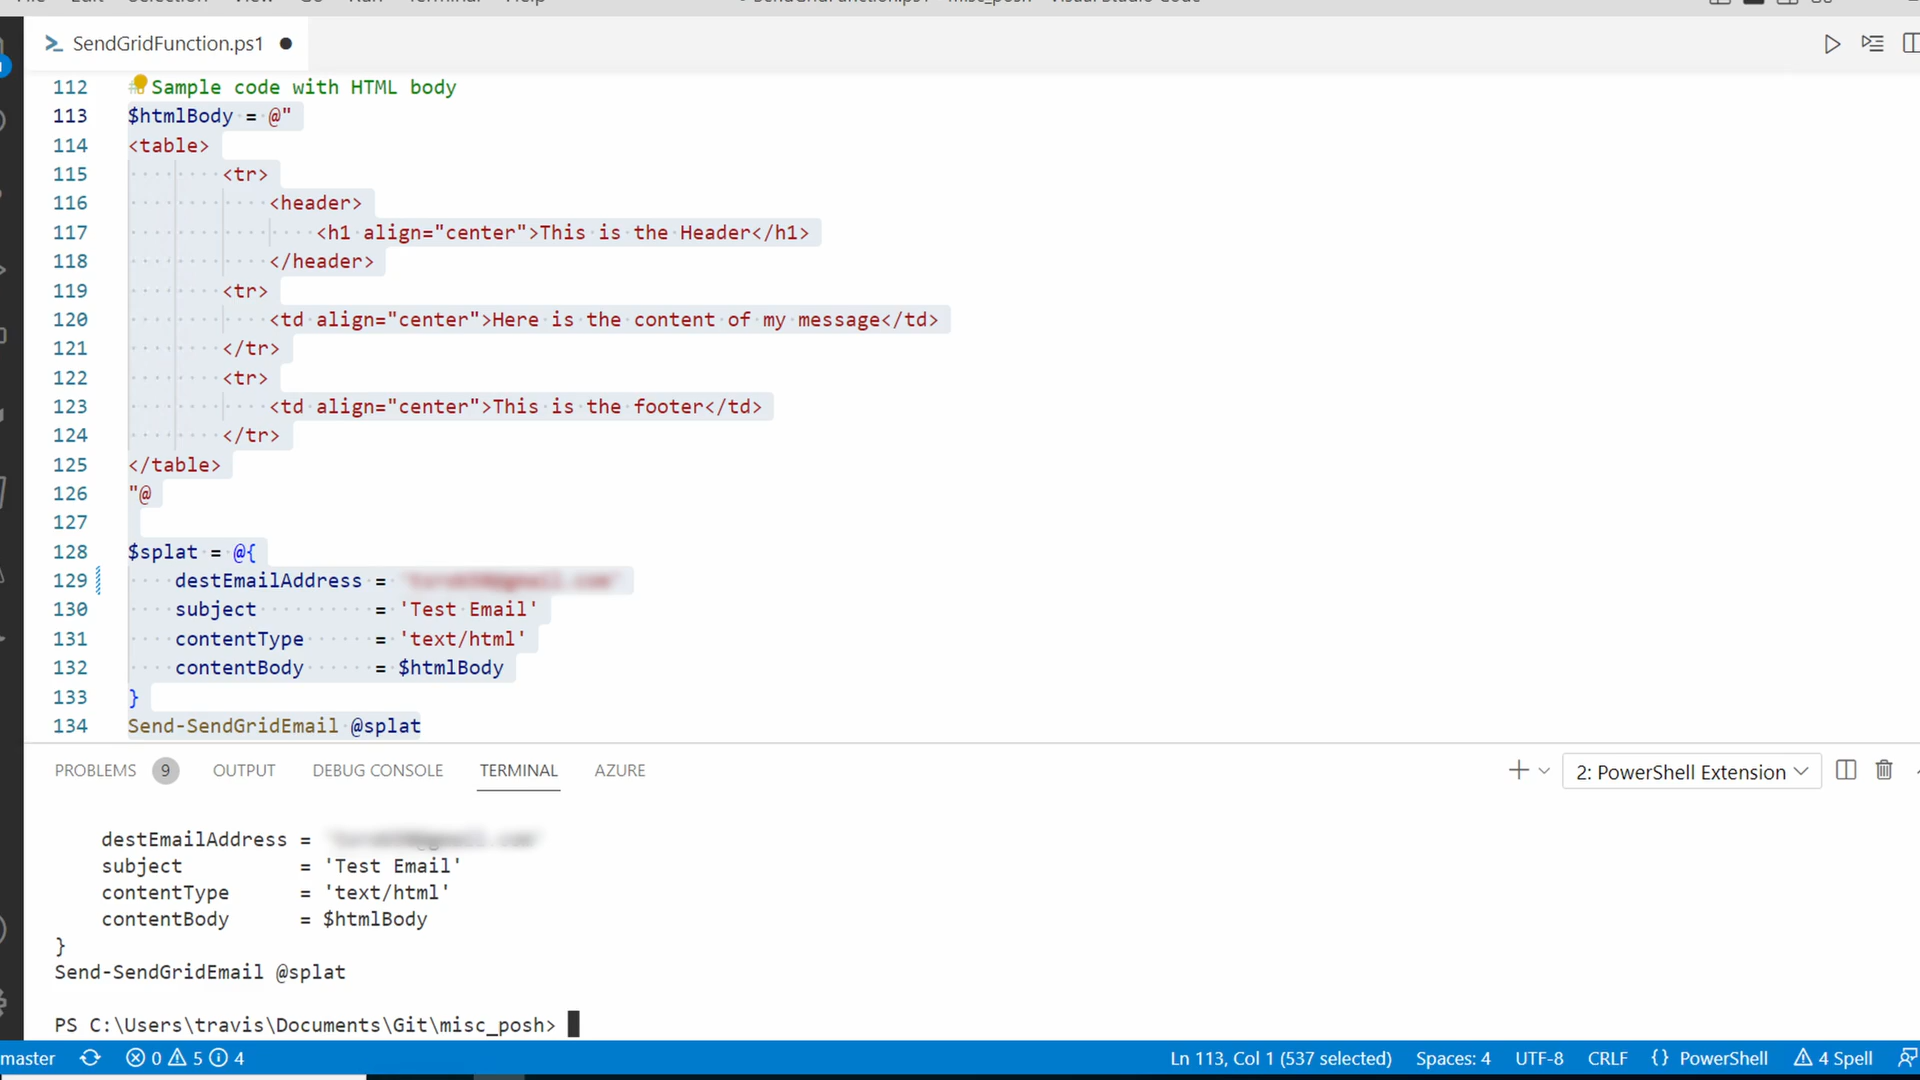 SendGridFunction.ps1
112 # Sample code with HTML body
113 $htmlBody = @"
114 <table>
115 <tr>
116 <header>
117 <h1 align="center">This is the Header</h1>
118 </header>
119 <tr>
120 <td align="center">Here is the content of my message</td>
121 </tr>
122 <tr>
123 <td align="center">This is the footer</td>
124 </tr>
125 </table>
126 "@
127
128 $splat = @{
129 destEmailAddress =
130 subject = 'Test Email'
131 contentType = 'text/html'
132 contentBody = $htmlBody
133 }
134 Send-SendGridEmail @splat
PROBLEMS 9 OUTPUT DEBUG CONSOLE TERMINAL AZURE 2: PowerShell Extension
destEmailAddress =
subject = 'Test Email'
contentType = 'text/html'
contentBody = $htmlBody
}
Send-SendGridEmail @splat
PS C:\Users\travis\Documents\Git\misc_posh>
master 0 5 4 Ln 113, Col 1 (537 selected) Spaces: 4 UTF-8 CRLF {} PowerShell 4 Spell